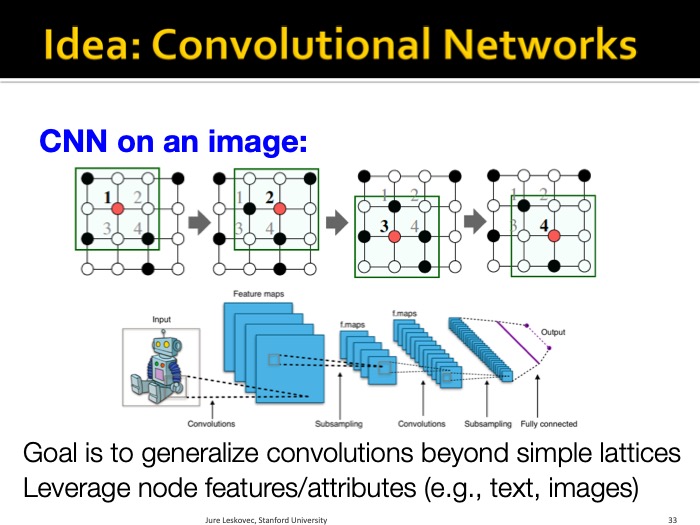 Idea: Convolutional Networks
CNN on an image:
1 2
3 4
1 2
3 4
1 2
3 4
1 2
3 4
Feature maps
Input
f.maps
f.maps
Output
Convolutions
Subsampling
Convolutions
Subsampling
Fully connected
Goal is to generalize convolutions beyond simple lattices
Leverage node features/attributes (e.g., text, images)
Jure Leskovec, Stanford University
33